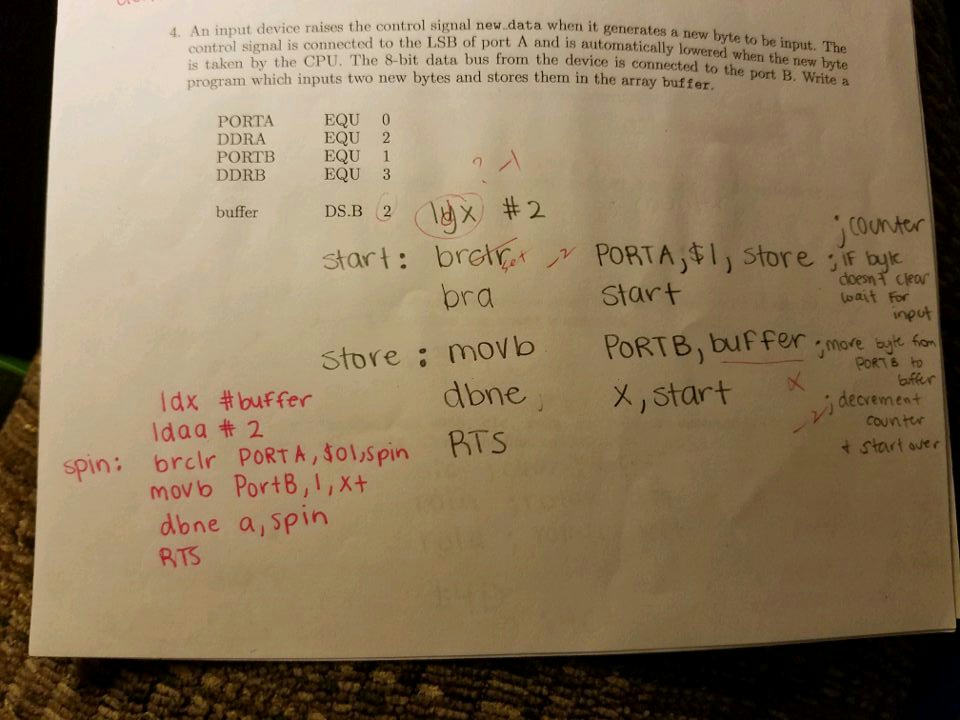 4. An input device raises the control signal new_data when it generates a new byte to be input. The
control signal is connected to the LSB of port A and is automatically lowered when the new byte
is taken by the CPU. The 8-bit data bus from the device is connected to the port B. Write a
program which inputs two new bytes and stores them in the array buffer.
PORTA EQU 0
DDRA EQU 2
PORTB EQU 1
DDRB EQU 3
? -1
buffer DS.B 2 ldx #2
;counter
start: brclr set -2 PORTA,$1, store ; IF byte
doesnt clear
bra start wait for
input
store : movb PORTB, buffer ;move byte from
PORTB to
buffer
dbne, X, start x ; decrement
-2 counter
RTS + start over
ldx #buffer
ldaa # 2
spin: brclr PORTA, $01,spin
movb PortB, 1, x+
dbne a, spin
RTS